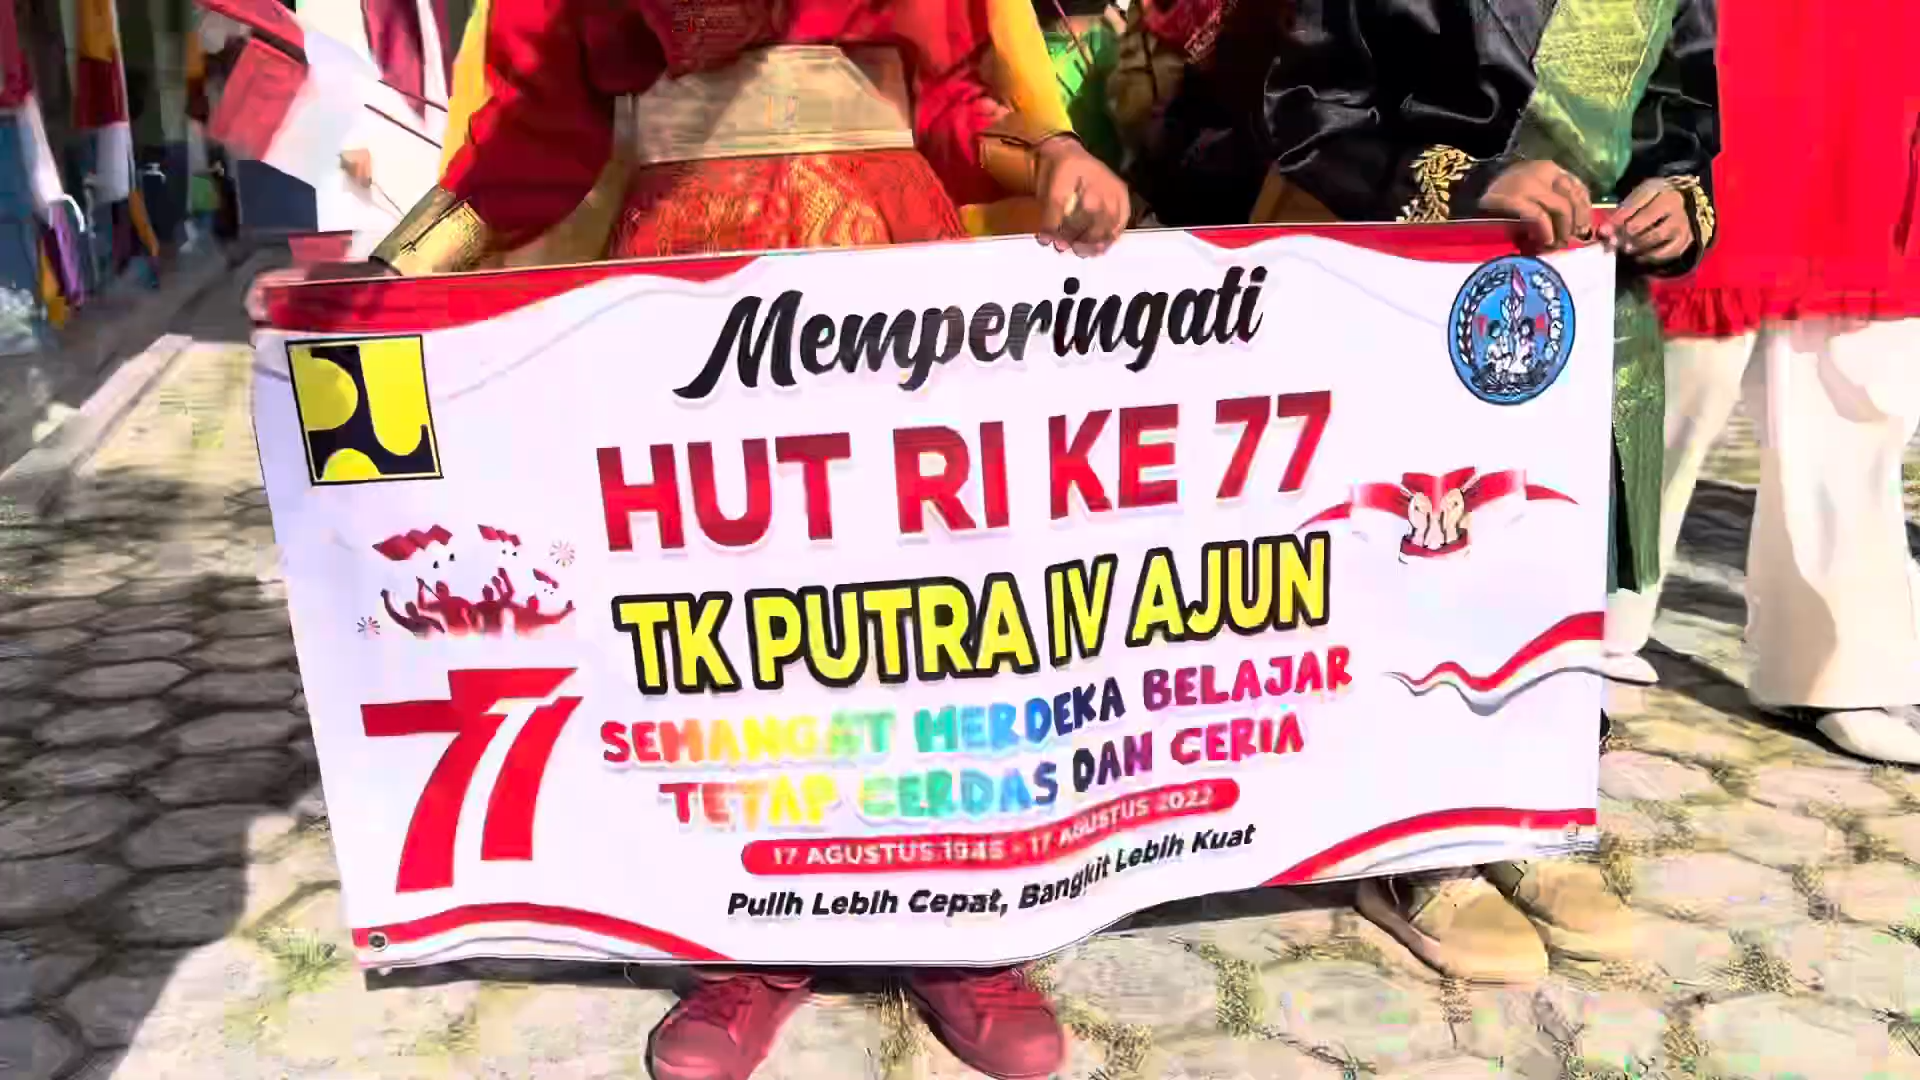 Memperingati
HUT RI KE 77
TK PUTRA IV AJUN
SEMANGAT MERDEKA BELAJAR
TETAP CERDAS DAN CERIA
17 AGUSTUS 1945 - 17 AGUSTUS 2022
Pulih Lebih Cepat, Bangkit Lebih Kuat
77